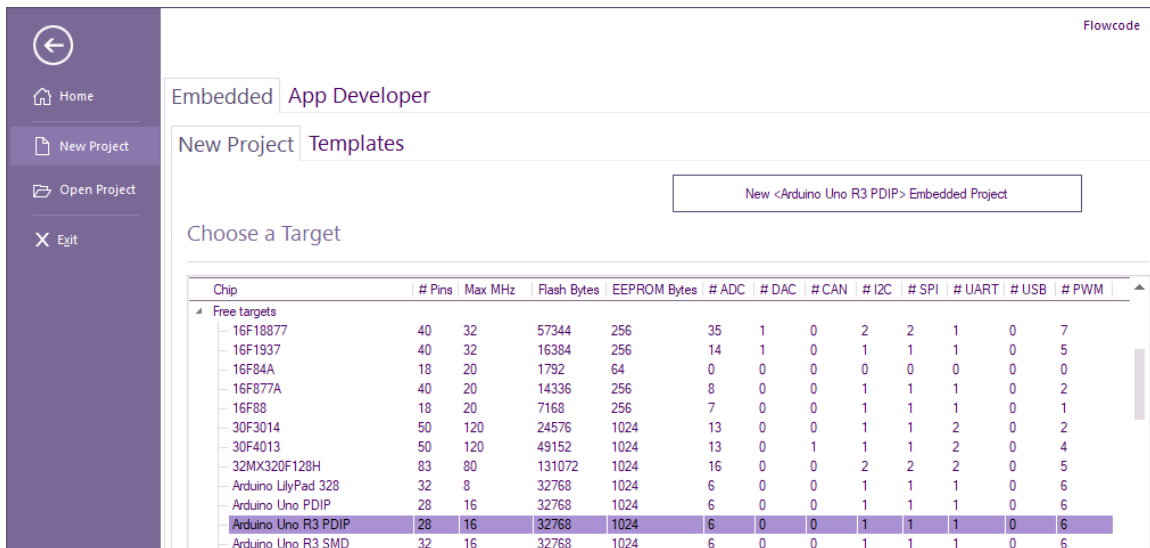 Flowcode
Home
New Project
Open Project
X Exit
Embedded App Developer
New Project Templates
New <Arduino Uno R3 PDIP> Embedded Project
Choose a Target
Chip # Pins Max MHz Flash Bytes EEPROM Bytes # ADC # DAC # CAN # I2C # SPI # UART # USB # PWM
Free targets
16F18877 40 32 57344 256 35 1 0 2 2 1 0 7
16F1937 40 32 16384 256 14 1 0 1 1 1 0 5
16F84A 18 20 1792 64 0 0 0 0 0 0 0 0
16F877A 40 20 14336 256 8 0 0 1 1 1 0 2
16F88 18 20 7168 256 7 0 0 1 1 1 0 1
30F3014 50 120 24576 1024 13 0 0 1 1 2 0 2
30F4013 50 120 49152 1024 13 0 1 1 1 2 0 4
32MX320F128H 83 80 131072 1024 16 0 0 2 2 2 0 5
Arduino LilyPad 328 32 8 32768 1024 6 0 0 1 1 1 0 6
Arduino Uno PDIP 28 16 32768 1024 6 0 0 1 1 1 0 6
Arduino Uno R3 PDIP 28 16 32768 1024 6 0 0 1 1 1 0 6
Arduino Uno R3 SMD 32 16 32768 1024 6 0 0 1 1 1 0 6